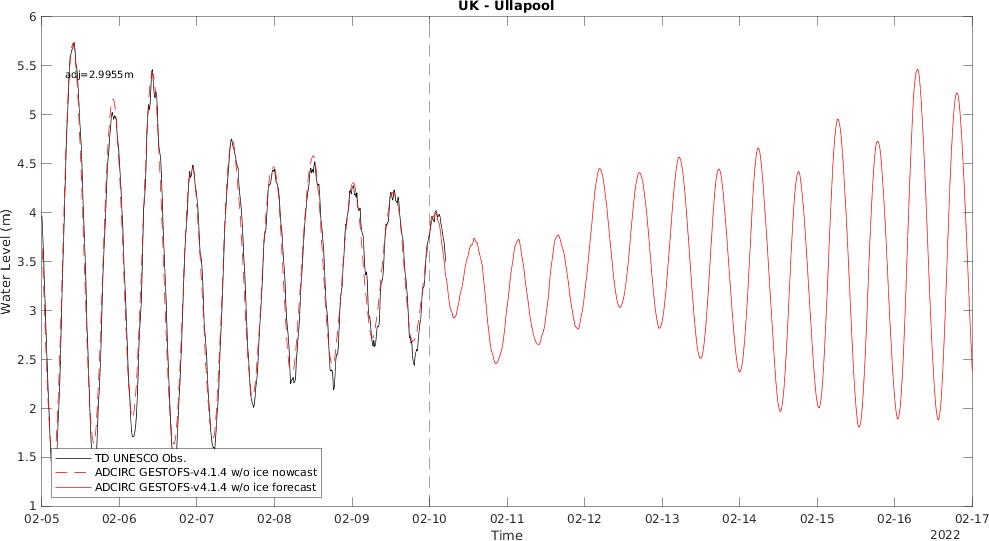 UK - Ullapool
6
5.5
5
4.5
4
3.5
3
2.5
2
1.5
1
Water Level (m)
adj=2.9955m
TD UNESCO Obs.
ADCIRC GESTOFS-v4.1.4 w/o ice nowcast
ADCIRC GESTOFS-v4.1.4 w/o ice forecast
02-05 02-06 02-07 02-08 02-09 02-10 02-11 02-12 02-13 02-14 02-15 02-16 02-17
Time
2022